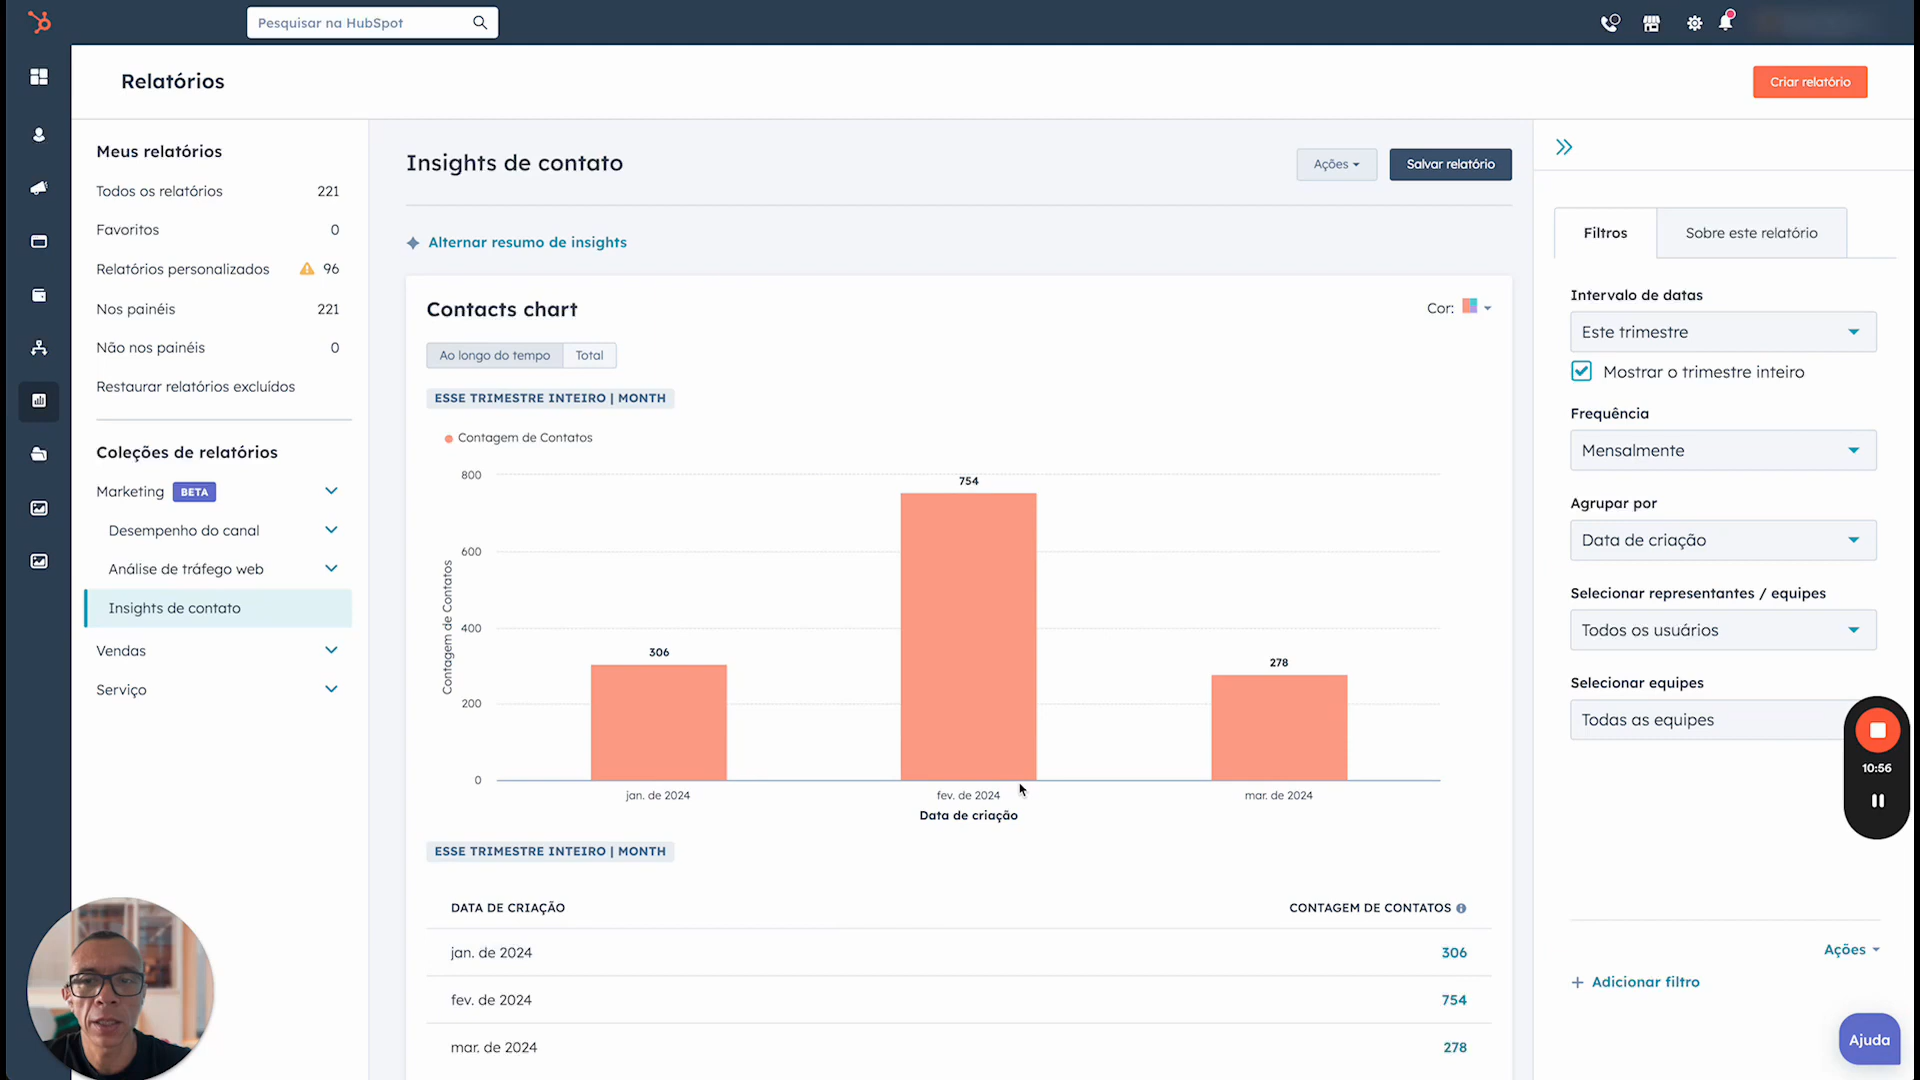 Pesquisar na HubSpot
Relatórios
Criar relatório
Meus relatórios
Todos os relatórios 221
Favoritos 0
Relatórios personalizados 96
Nos painéis 221
Não nos painéis 0
Restaurar relatórios excluídos
Coleções de relatórios
Marketing BETA
Desempenho do canal
Análise de tráfego web
Insights de contato
Vendas
Serviço
Insights de contato
Ações
Salvar relatório
Alternar resumo de insights
Contacts chart
Cor:
Ao longo do tempo Total
ESSE TRIMESTRE INTEIRO | MONTH
Contagem de Contatos
800
600
400
200
0
Contagem de Contatos
306
754
278
jan. de 2024
fev. de 2024
mar. de 2024
Data de criação
ESSE TRIMESTRE INTEIRO | MONTH
DATA DE CRIAÇÃO CONTAGEM DE CONTATOS
jan. de 2024 306
fev. de 2024 754
mar. de 2024 278
Filtros
Sobre este relatório
Intervalo de datas
Este trimestre
Mostrar o trimestre inteiro
Frequência
Mensalmente
Agrupar por
Data de criação
Selecionar representantes / equipes
Todos os usuários
Selecionar equipes
Todas as equipes
10:56
Ações
+ Adicionar filtro
Ajuda